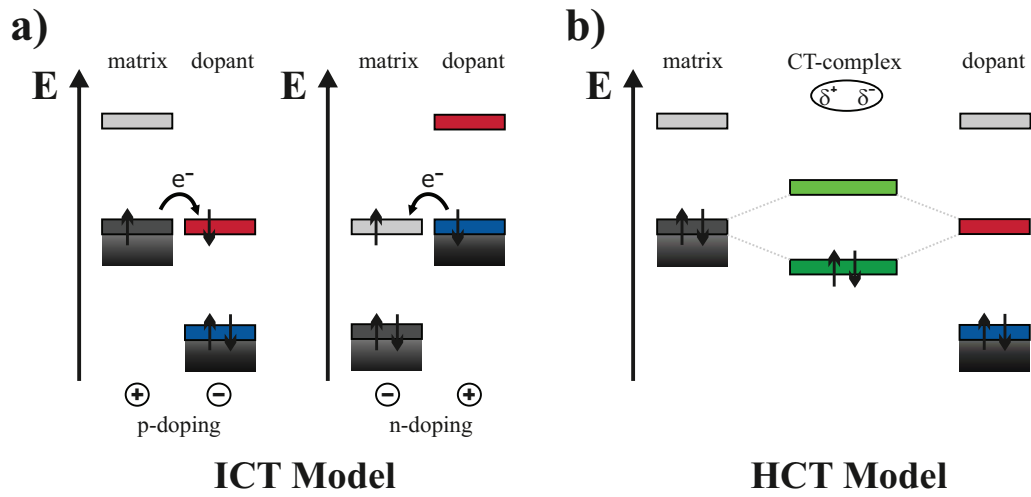 a)
matrix dopant
E
e⁻
+ −
p-doping
matrix dopant
E
e⁻
− +
n-doping
ICT Model
b)
matrix CT-complex dopant
E
δ⁺ δ⁻
HCT Model